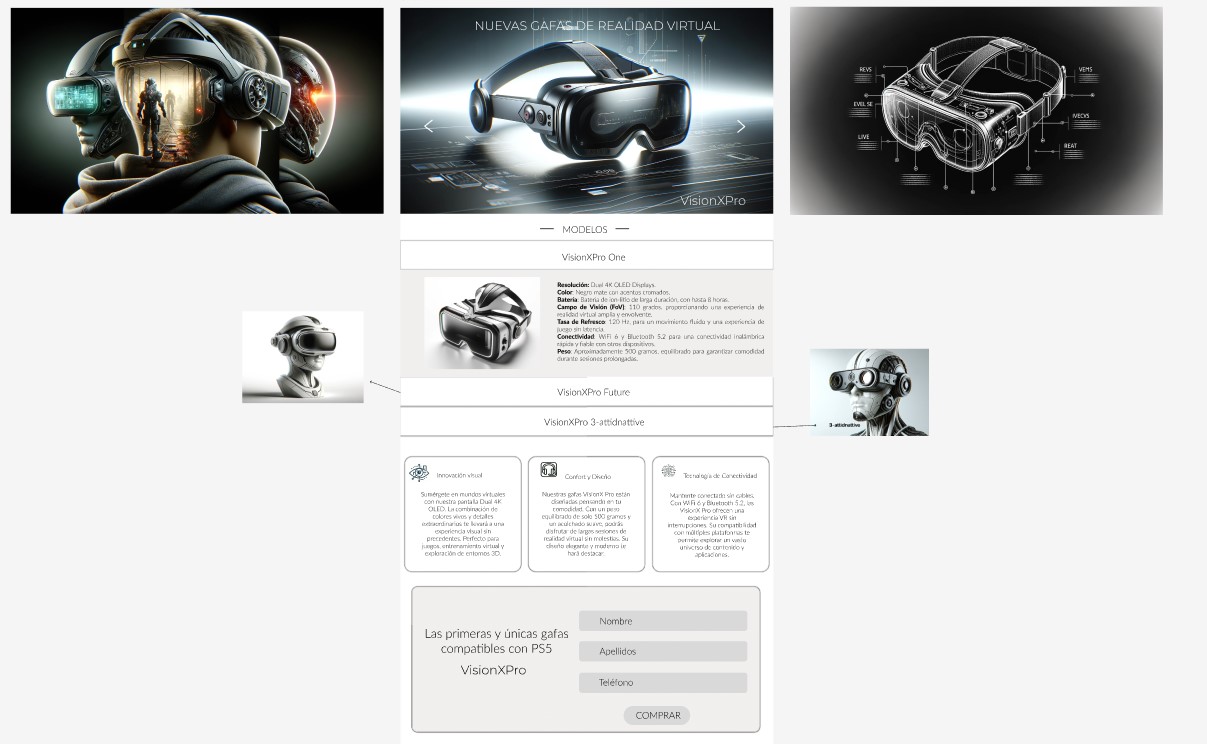 NUEVAS GAFAS DE REALIDAD VIRTUAL
VisionXPro
REVS
EVEL SE
LIVE
VEMS
IVECVS
REAT
MODELOS
VisionXPro One
Resolución: Dual 4K OLED Displays.
Color: Negro mate con acentos cromados.
Batería: Batería de ion-litio de larga duración, con hasta 8 horas.
Campo de Visión (FoV): 110 grados, proporcionando una experiencia de
realidad virtual amplia y envolvente.
Tasa de Refresco: 120 Hz, para un movimiento fluido y una experiencia de
juego sin latencia.
Conectividad: WiFi 6 y Bluetooth 5.2 para una conectividad inalámbrica
rápida y fiable con otros dispositivos.
Peso: Aproximadamente 500 gramos, equilibrado para garantizar comodidad
durante sesiones prolongadas.
VisionXPro Future
VisionXPro 3-attidnattive
3-attidnattive
Innovación visual
Sumérgete en mundos virtuales
con nuestra pantalla Dual 4K
OLED. La combinación de
colores vivos y detalles
extraordinarios te llevará a una
experiencia visual sin
precedentes. Perfecto para
juegos, entrenamiento virtual y
exploración de entornos 3D.
Confort y Diseño
Nuestras gafas VisionX Pro están
diseñadas pensando en tu
comodidad. Con un peso
equilibrado de solo 500 gramos y
un acolchado suave, podrás
disfrutar de largas sesiones de
realidad virtual sin molestias. Su
diseño elegante y moderno te
hará destacar.
Tecnología de Conectividad
Mantente conectado sin cables.
Con WiFi 6 y Bluetooth 5.2, las
VisionX Pro ofrecen una
experiencia VR sin
interrupciones. Su compatibilidad
con múltiples plataformas te
permite explorar un vasto
universo de contenido y
aplicaciones.
Las primeras y únicas gafas
compatibles con PS5
VisionXPro
Nombre
Apellidos
Teléfono
COMPRAR